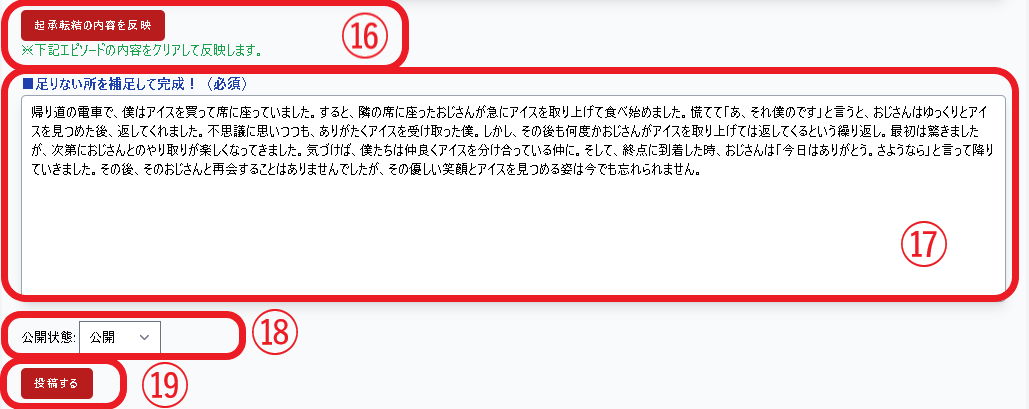 起承転結の内容を反映
⑯
※下記エピソードの内容をクリアして反映します。
■足りない所を補足して完成！（必須）
帰り道の電車で、僕はアイスを買って席に座っていました。すると、隣の席に座ったおじさんが急にアイスを取り上げて食べ始めました。慌てて「あ、それ僕のです」と言うと、おじさんはゆっくりとアイ
スを見つめた後、返してくれました。不思議に思いつつも、ありがたくアイスを受け取った僕。しかし、その後も何度かおじさんがアイスを取り上げては返してくるという繰り返し。最初は驚きました
が、次第におじさんとのやり取りが楽しくなってきました。気づけば、僕たちは仲良くアイスを分け合っている仲に。そして、終点に到着した時、おじさんは「今日はありがとう。さようなら」と言って降り
ていきました。その後、そのおじさんと再会することはありませんでしたが、その優しい笑顔とアイスを見つめる姿は今でも忘れられません。
⑰
公開状態: 公開
⑱
投稿する
⑲